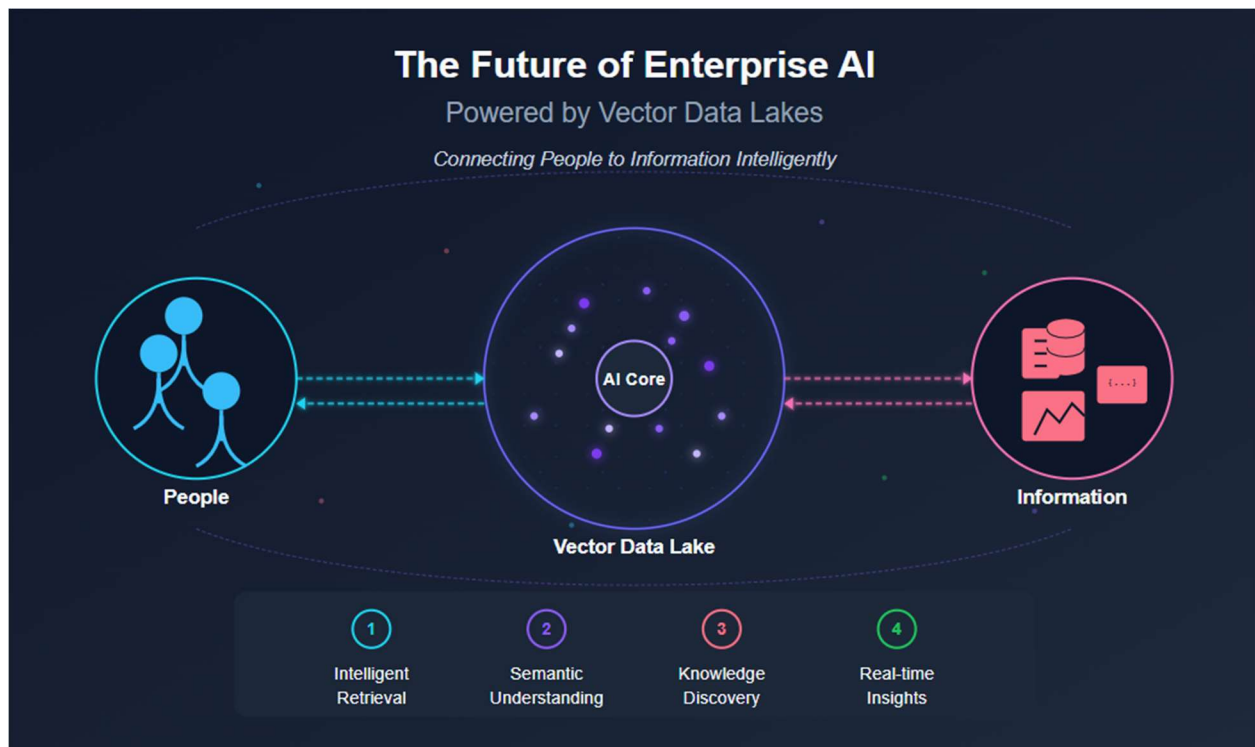 The Future of Enterprise AI
Powered by Vector Data Lakes
Connecting People to Information Intelligently
AI Core
{...}
People
Information
Vector Data Lake
1
2
3
4
Intelligent
Retrieval
Semantic
Understanding
Knowledge
Discovery
Real-time
Insights